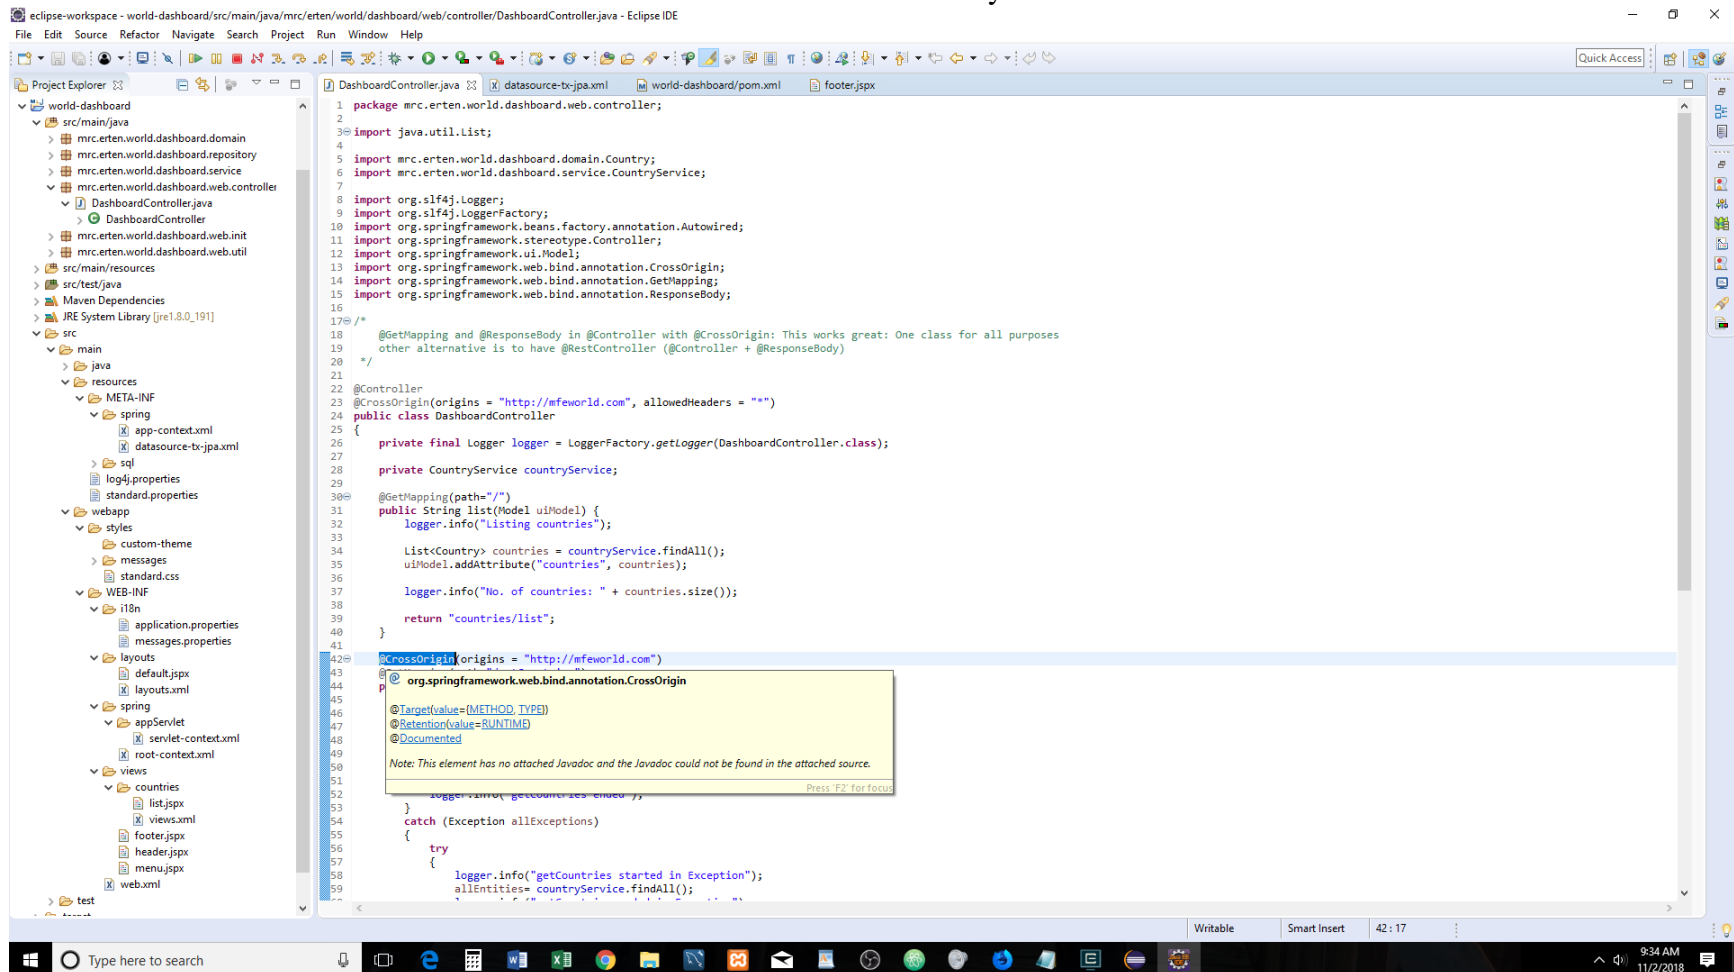 eclipse-workspace - world-dashboard/src/main/java/mrc/erten/world/dashboard/web/controller/DashboardController.java - Eclipse IDE
File Edit Source Refactor Navigate Search Project Run Window Help
Quick Access
Project Explorer
world-dashboard
src/main/java
mrc.erten.world.dashboard.domain
mrc.erten.world.dashboard.repository
mrc.erten.world.dashboard.service
mrc.erten.world.dashboard.web.controller
DashboardController.java
DashboardController
mrc.erten.world.dashboard.web.init
mrc.erten.world.dashboard.web.util
src/main/resources
src/test/java
Maven Dependencies
JRE System Library [jre1.8.0_191]
src
main
java
resources
META-INF
spring
app-context.xml
datasource-tx-jpa.xml
sql
log4j.properties
standard.properties
webapp
styles
custom-theme
messages
standard.css
WEB-INF
i18n
application.properties
messages.properties
layouts
default.jspx
layouts.xml
spring
appServlet
servlet-context.xml
root-context.xml
views
countries
list.jspx
views.xml
footer.jspx
header.jspx
menu.jspx
web.xml
test
DashboardController.java datasource-tx-jpa.xml world-dashboard/pom.xml footer.jspx
1 package mrc.erten.world.dashboard.web.controller;
2
3 import java.util.List;
4
5 import mrc.erten.world.dashboard.domain.Country;
6 import mrc.erten.world.dashboard.service.CountryService;
7
8 import org.slf4j.Logger;
9 import org.slf4j.LoggerFactory;
10 import org.springframework.beans.factory.annotation.Autowired;
11 import org.springframework.stereotype.Controller;
12 import org.springframework.ui.Model;
13 import org.springframework.web.bind.annotation.CrossOrigin;
14 import org.springframework.web.bind.annotation.GetMapping;
15 import org.springframework.web.bind.annotation.ResponseBody;
16
17 /*
18 @GetMapping and @ResponseBody in @Controller with @CrossOrigin: This works great: One class for all purposes
19 other alternative is to have @RestController (@Controller + @ResponseBody)
20 */
21
22 @Controller
23 @CrossOrigin(origins = "http://mfeworld.com", allowedHeaders = "*")
24 public class DashboardController
25 {
26 private final Logger logger = LoggerFactory.getLogger(DashboardController.class);
27
28 private CountryService countryService;
29
30 @GetMapping(path="/")
31 public String list(Model uiModel) {
32 logger.info("Listing countries");
33
34 List<Country> countries = countryService.findAll();
35 uiModel.addAttribute("countries", countries);
36
37 logger.info("No. of countries: " + countries.size());
38
39 return "countries/list";
40 }
41
42 @CrossOrigin(origins = "http://mfeworld.com")
43
44
45
46
47
48
49
50
51
52 logger.info("getCountries ended");
53 }
54 catch (Exception allExceptions)
55 {
56 try
57 {
58 logger.info("getCountries started in Exception");
59 allEntities= countryService.findAll();
org.springframework.web.bind.annotation.CrossOrigin
@Target(value={METHOD, TYPE})
@Retention(value=RUNTIME)
@Documented
Note: This element has no attached Javadoc and the Javadoc could not be found in the attached source.
Press 'F2' for focus
Writable Smart Insert 42 : 17
Type here to search
9:34 AM
11/2/2018